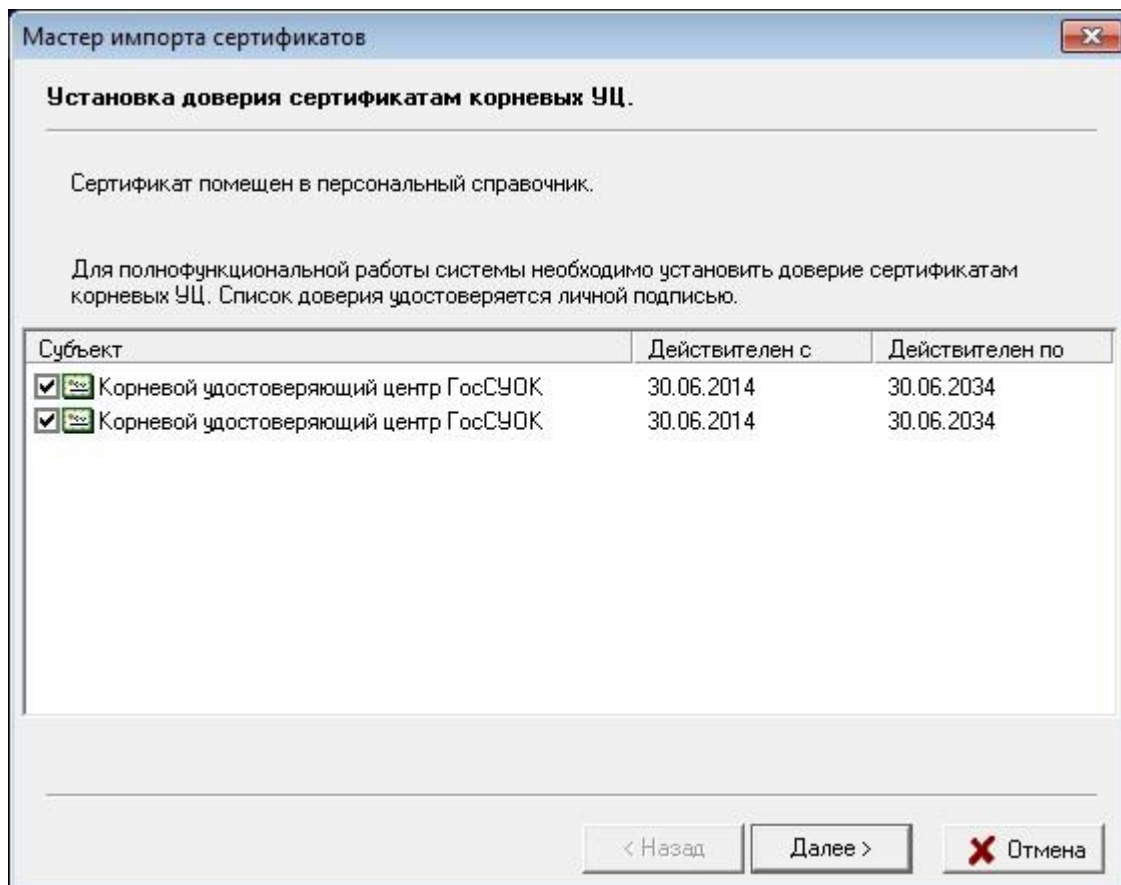 Мастер импорта сертификатов
Установка доверия сертификатам корневых УЦ.
Сертификат помещен в персональный справочник.
Для полнофункциональной работы системы необходимо установить доверие сертификатам
корневых УЦ. Список доверия удостоверяется личной подписью.
Субъект Действителен с Действителен по
Корневой удостоверяющий центр ГосСУОК 30.06.2014 30.06.2034
Корневой удостоверяющий центр ГосСУОК 30.06.2014 30.06.2034
< Назад Далее > Отмена